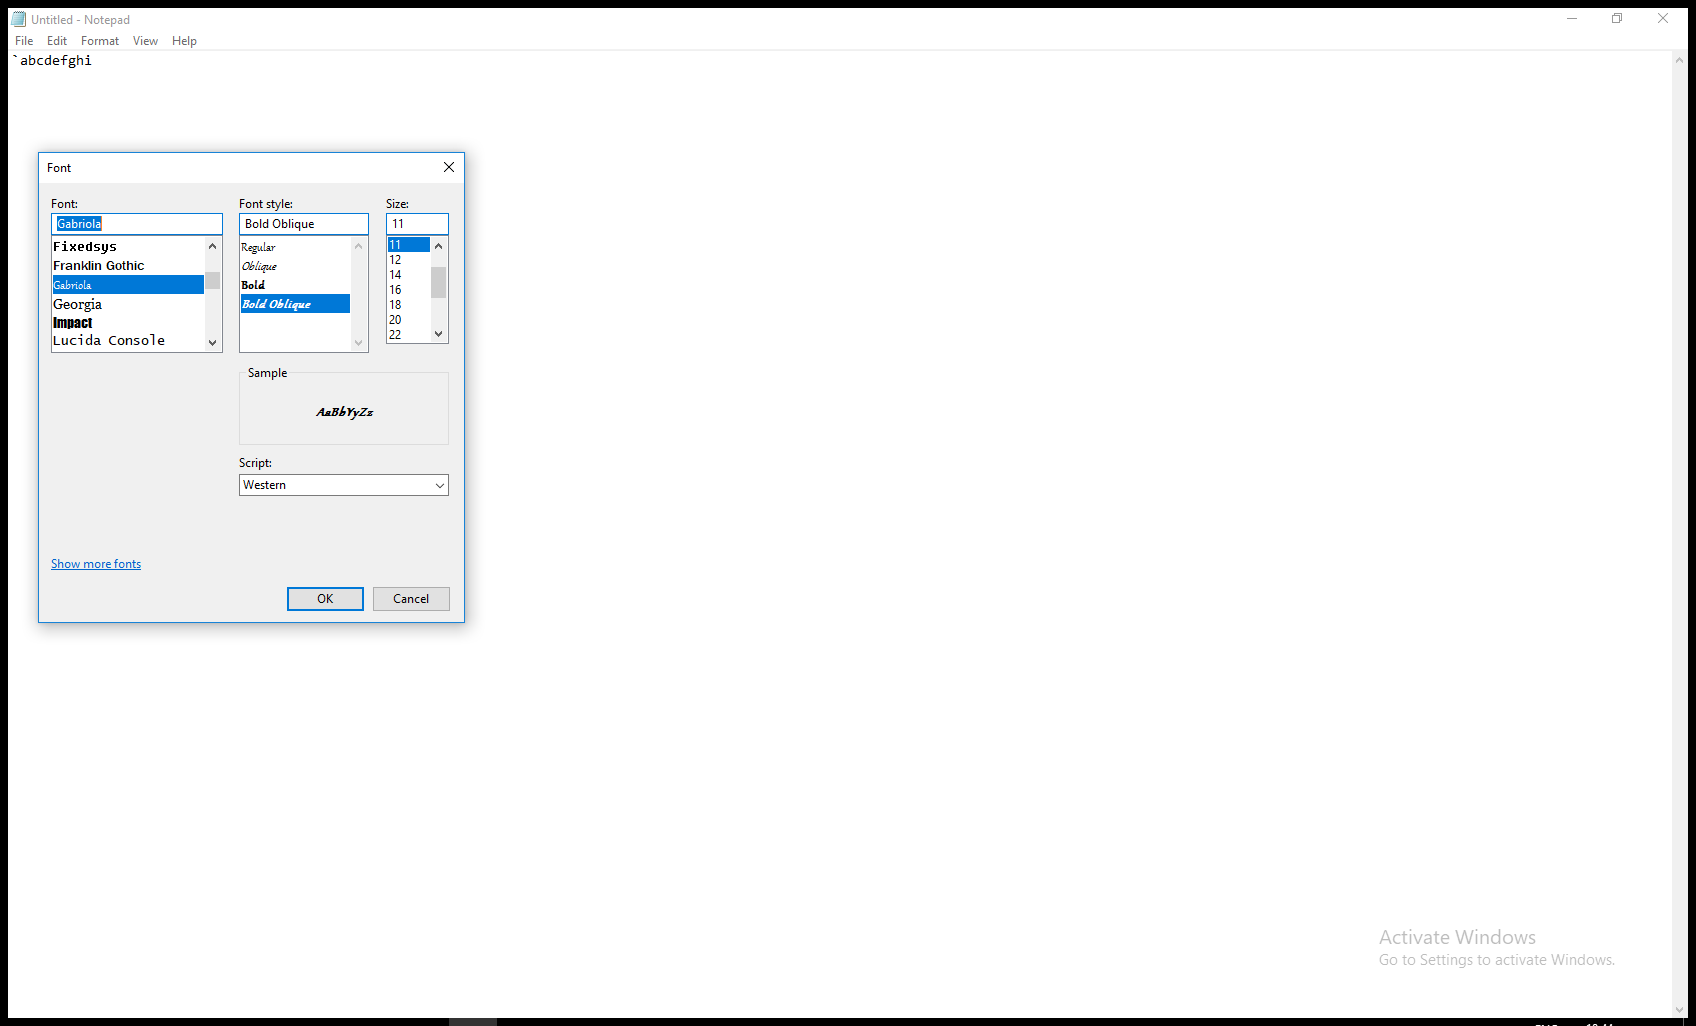 Untitled - Notepad
File Edit Format View Help
`abcdefghi
Font
Font:
Gabriola
Fixedsys
Franklin Gothic
Gabriola
Georgia
Impact
Lucida Console
Font style:
Bold Oblique
Regular
Oblique
Bold
Bold Oblique
Size:
11
11
12
14
16
18
20
22
Sample
AaBbYyZz
Script:
Western
Show more fonts
OK
Cancel
Activate Windows
Go to Settings to activate Windows.